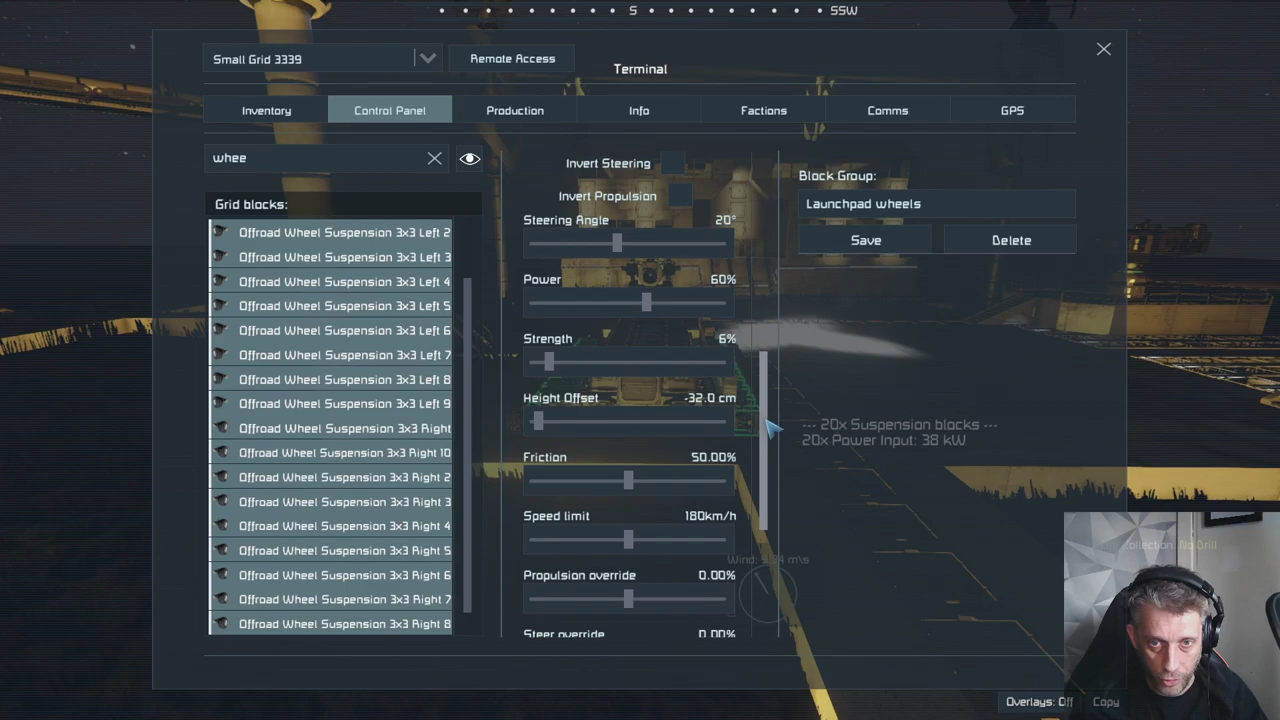 S
SSW
Small Grid 3339
Remote Access
Terminal
Inventory
Control Panel
Production
Info
Factions
Comms
GPS
whee
Grid blocks:
Offroad Wheel Suspension 3x3 Left 2
Offroad Wheel Suspension 3x3 Left 3
Offroad Wheel Suspension 3x3 Left 4
Offroad Wheel Suspension 3x3 Left 5
Offroad Wheel Suspension 3x3 Left 6
Offroad Wheel Suspension 3x3 Left 7
Offroad Wheel Suspension 3x3 Left 8
Offroad Wheel Suspension 3x3 Left 9
Offroad Wheel Suspension 3x3 Right
Offroad Wheel Suspension 3x3 Right 10
Offroad Wheel Suspension 3x3 Right 2
Offroad Wheel Suspension 3x3 Right 3
Offroad Wheel Suspension 3x3 Right 4
Offroad Wheel Suspension 3x3 Right 5
Offroad Wheel Suspension 3x3 Right 6
Offroad Wheel Suspension 3x3 Right 7
Offroad Wheel Suspension 3x3 Right 8
Invert Steering
Invert Propulsion
Steering Angle 20°
Power 60%
Strength 6%
Height Offset -32.0 cm
Friction 50.00%
Speed limit 180km/h
Propulsion override 0.00%
Steer override 0.00%
Block Group:
Launchpad wheels
Save
Delete
--- 20x Suspension blocks ---
20x Power Input: 38 kW
Wind: m\s
No Drill
Overlays: Off
Copy